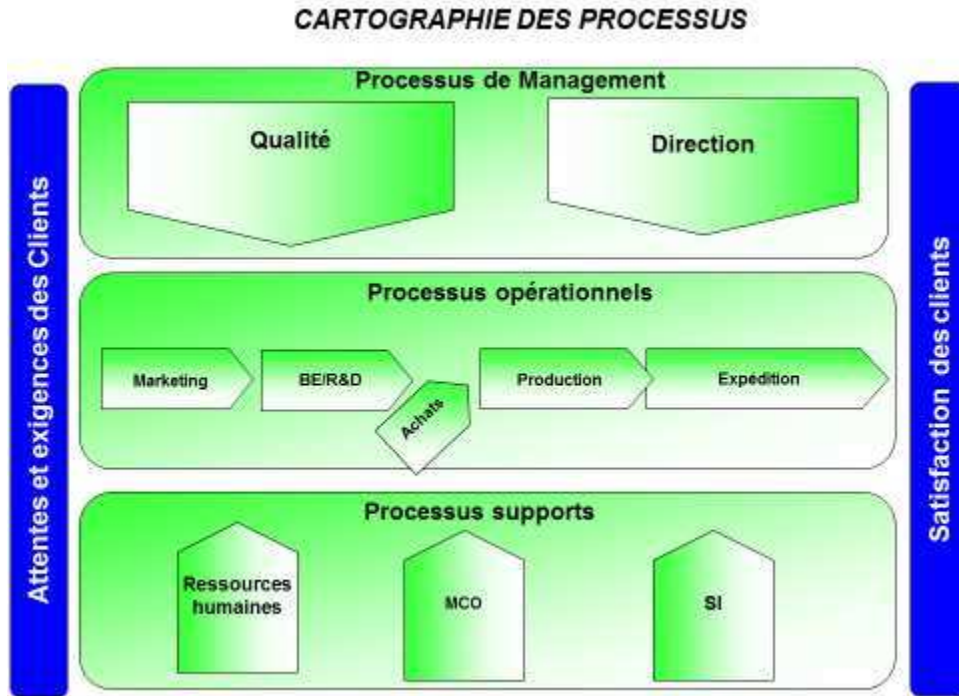 CARTOGRAPHIE DES PROCESSUS
Attentes et exigences des Clients
Processus de Management
Qualité
Direction
Processus opérationnels
Marketing
BE/R&D
Achats
Production
Expédition
Processus supports
Ressources
humaines
MCO
SI
Satisfaction des clients